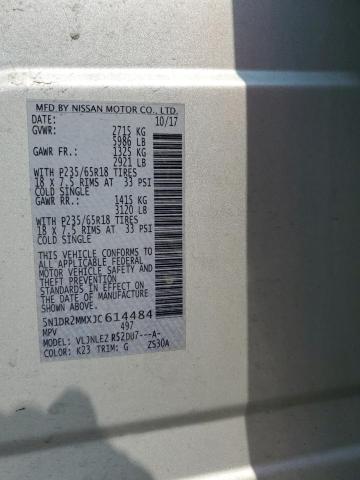 MFD BY NISSAN MOTOR CO., LTD.
DATE: 10/17
GVWR: 2715 KG
5986 LB
GAWR FR.: 1325 KG
2921 LB
WITH P235/65R18 TIRES
18 X 7.5 RIMS AT 33 PSI
COLD SINGLE
GAWR RR.: 1415 KG
3120 LB
WITH P235/65R18 TIRES
18 X 7.5 RIMS AT 33 PSI
COLD SINGLE
THIS VEHICLE CONFORMS TO
ALL APPLICABLE FEDERAL
MOTOR VEHICLE SAFETY
AND THEFT PREVENTION
STANDARDS IN EFFECT ON THE
DATE OF MANUFACTURE.
5N1DR2MMXJC614484
MPV 497
MODEL: VLJNLEZ RS2DU7---A-
COLOR: K23 TRIM: G ZS30A